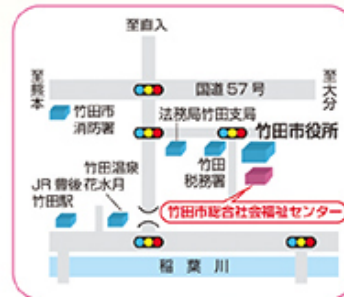 至直入
至熊本
国道57号
至大分
竹田市
消防署
法務局竹田支局
竹田市役所
竹田
税務署
竹田温泉
花水月
JR豊後
竹田駅
竹田市総合社会福祉センター
稲葉川